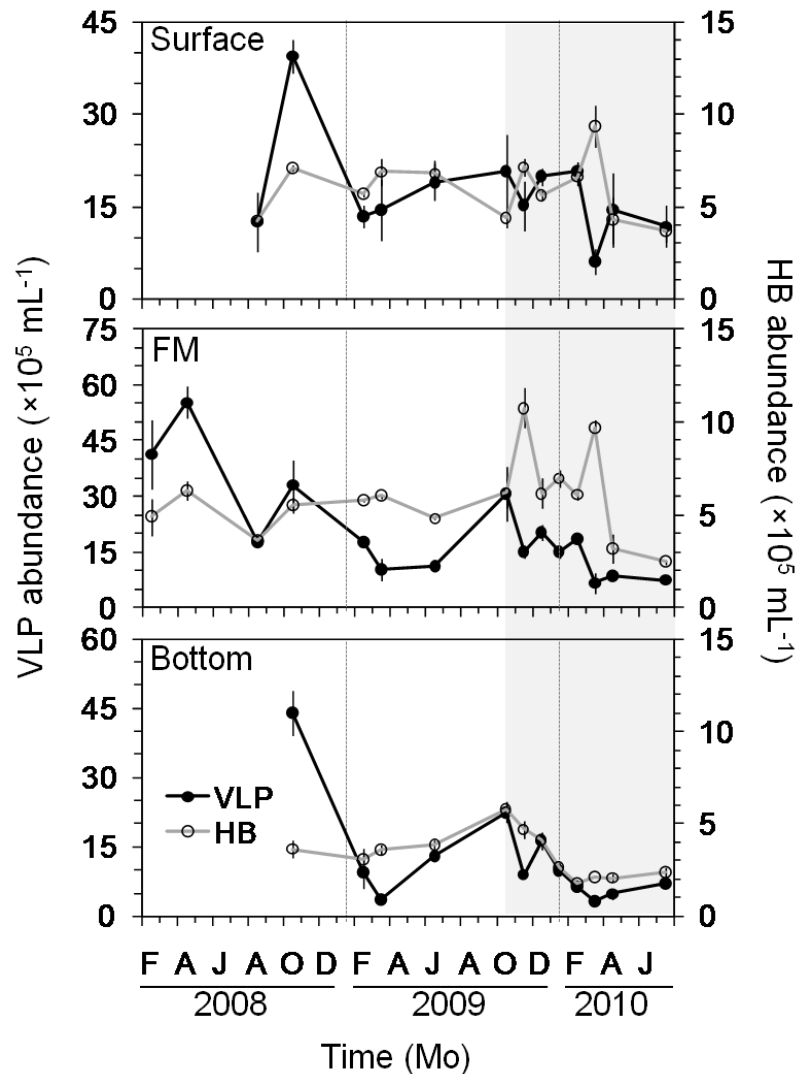 Surface
45
30
15
0
15
10
5
0
FM
75
60
45
30
15
0
15
10
5
0
Bottom
60
45
30
15
0
15
10
5
0
VLP
HB
VLP abundance (×10⁵ mL⁻¹)
HB abundance (×10⁵ mL⁻¹)
F A J A O D F A J A O D F A J
2008 2009 2010
Time (Mo)